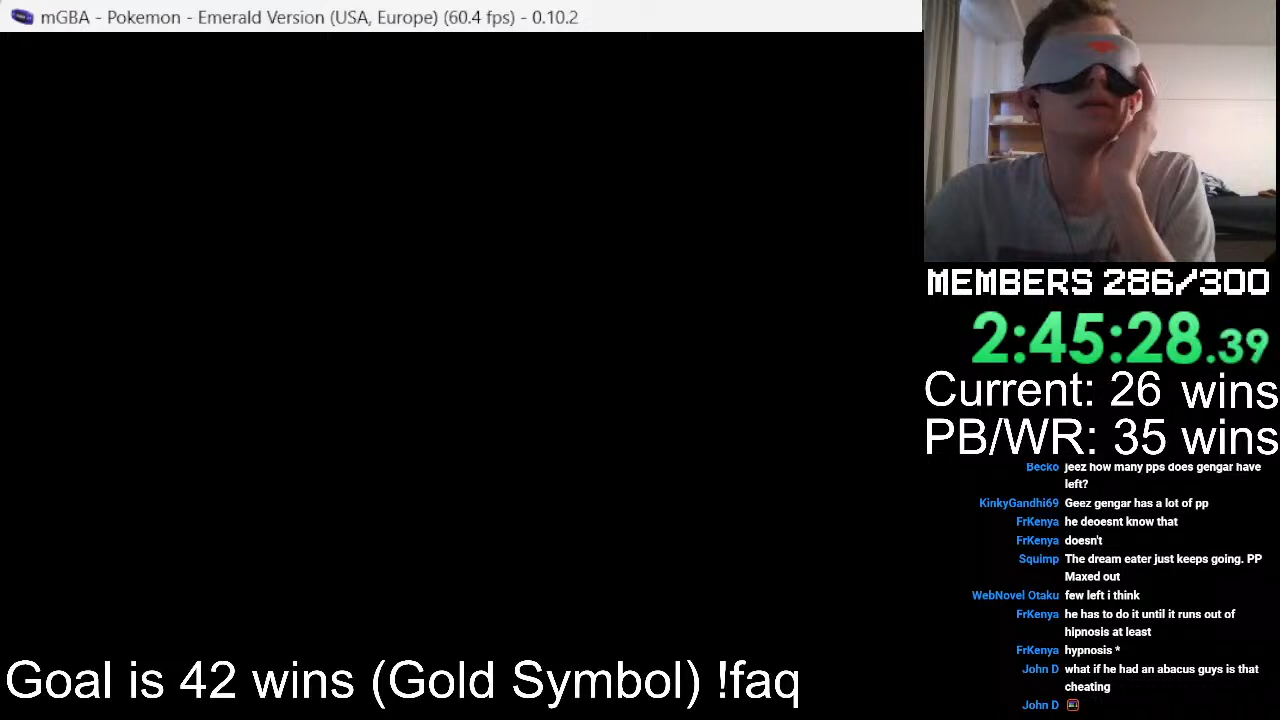 mGBA - Pokemon - Emerald Version (USA, Europe) (60.4 fps) - 0.10.2
MEMBERS 286/300
2:45:28.39
Current: 26 wins
PB/WR: 35 wins
Becko jeez how many pps does gengar have
left?
KinkyGandhi69 Geez gengar has a lot of pp
FrKenya he deoesnt know that
FrKenya doesn't
Squimp The dream eater just keeps going. PP
Maxed out
WebNovel Otaku few left i think
FrKenya he has to do it until it runs out of
hipnosis at least
FrKenya hypnosis *
John D what if he had an abacus guys is that
cheating
John D
Goal is 42 wins (Gold Symbol) !faq